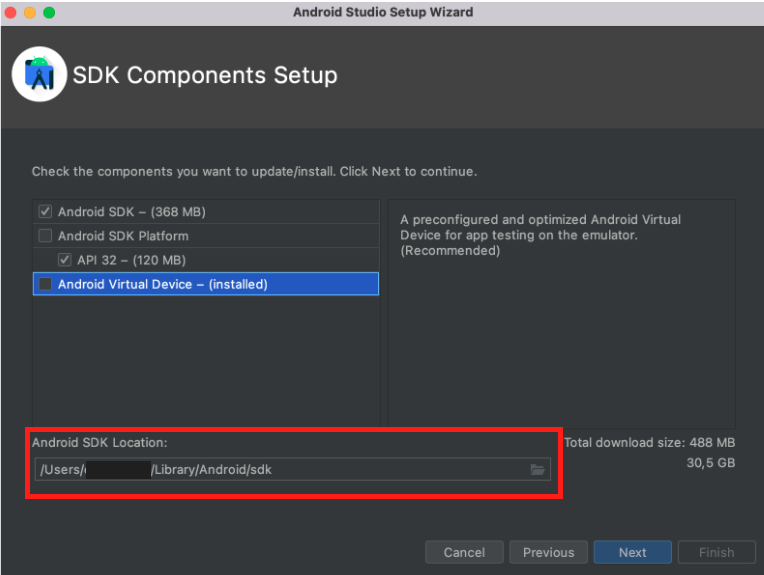 Android Studio Setup Wizard
SDK Components Setup
Check the components you want to update/install. Click Next to continue.
Android SDK – (368 MB)
Android SDK Platform
API 32 – (120 MB)
Android Virtual Device – (installed)
A preconfigured and optimized Android Virtual
Device for app testing on the emulator.
(Recommended)
Android SDK Location:
/Users/ /Library/Android/sdk
Total download size: 488 MB
30,5 GB
Cancel
Previous
Next
Finish